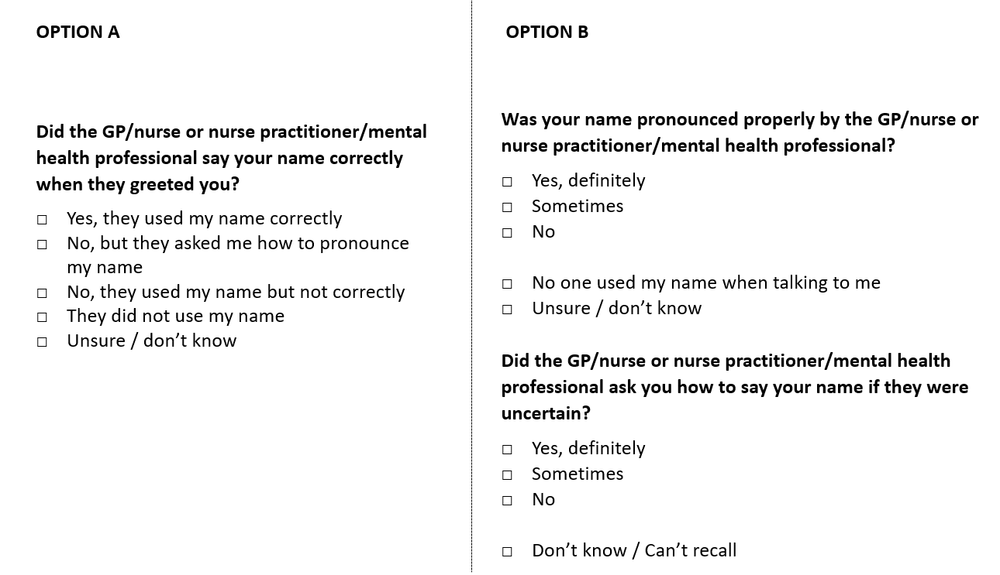 OPTION A
Did the GP/nurse or nurse practitioner/mental
health professional say your name correctly
when they greeted you?
□ Yes, they used my name correctly
□ No, but they asked me how to pronounce
my name
□ No, they used my name but not correctly
□ They did not use my name
□ Unsure / don’t know
OPTION B
Was your name pronounced properly by the GP/nurse or
nurse practitioner/mental health professional?
□ Yes, definitely
□ Sometimes
□ No
□ No one used my name when talking to me
□ Unsure / don’t know
Did the GP/nurse or nurse practitioner/mental health
professional ask you how to say your name if they were
uncertain?
□ Yes, definitely
□ Sometimes
□ No
□ Don’t know / Can’t recall